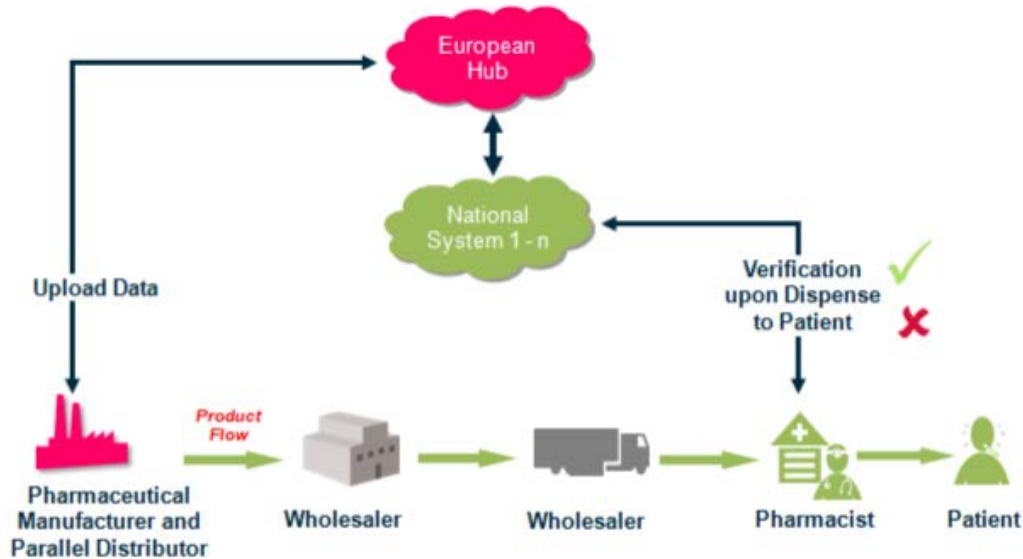 European
Hub
National
System 1 - n
Upload Data
Verification
upon Dispense
to Patient
Product
Flow
Pharmaceutical
Manufacturer and
Parallel Distributor
Wholesaler
Wholesaler
Pharmacist
Patient